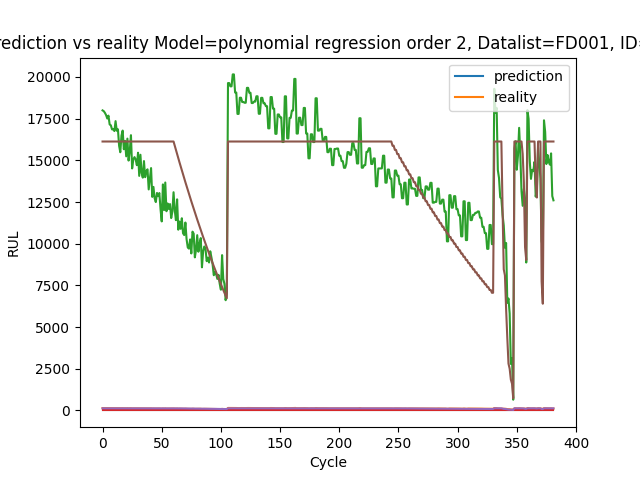 rediction vs reality Model=polynomial regression order 2, Datalist=FD001, ID=
prediction
reality
RUL
20000
17500
15000
12500
10000
7500
5000
2500
0
0 50 100 150 200 250 300 350 400
Cycle